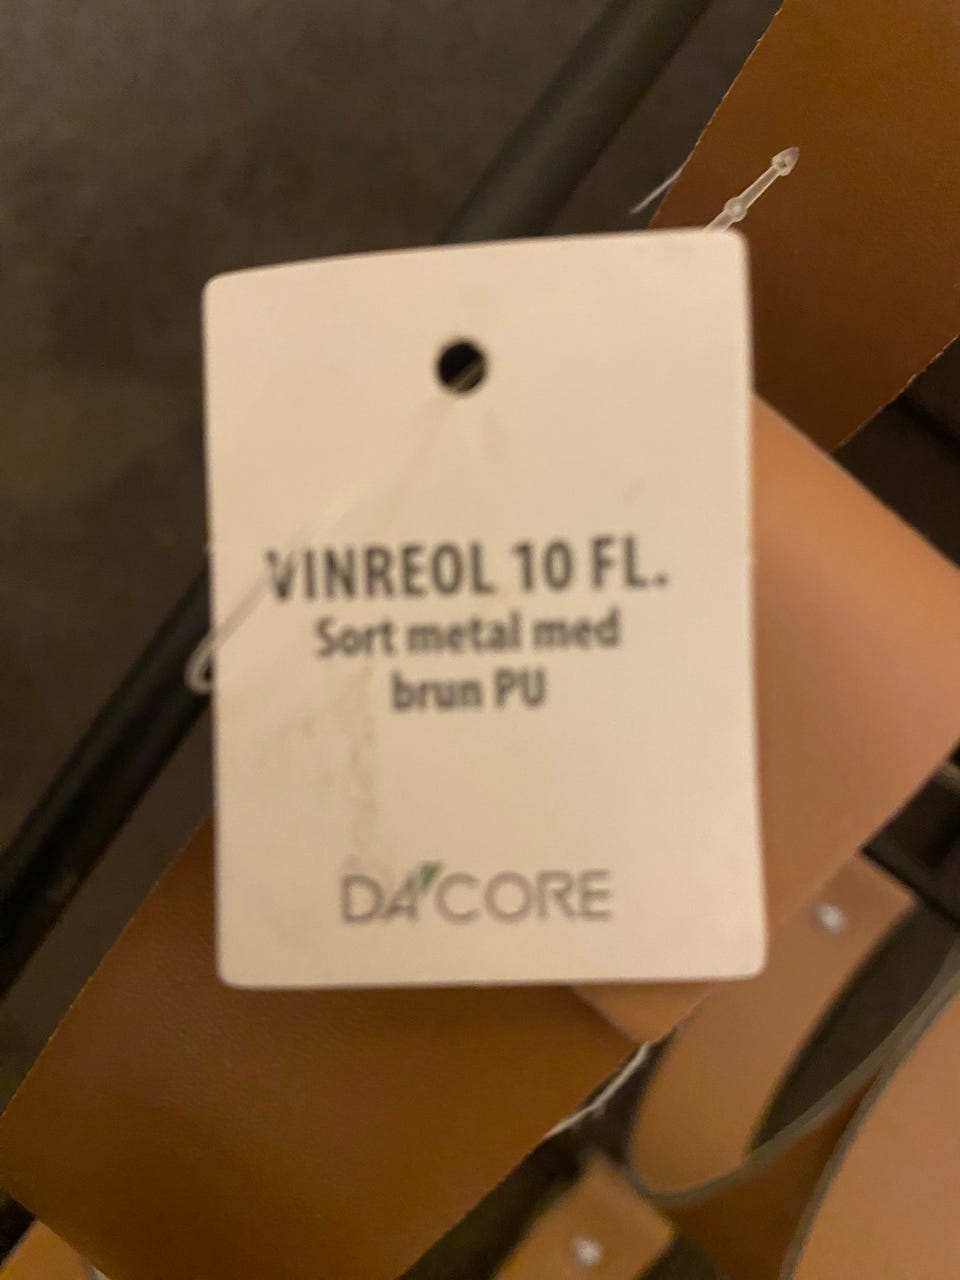 VINREOL 10 FL.
Sort metal med
brun PU
DA'CORE